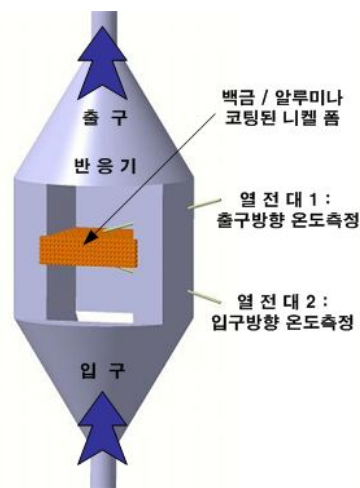 출 구
반 응 기
백금 / 알루미나
코팅된 니켈 폼
열 전 대 1 :
출구방향 온도측정
열 전 대 2 :
입구방향 온도측정
입 구